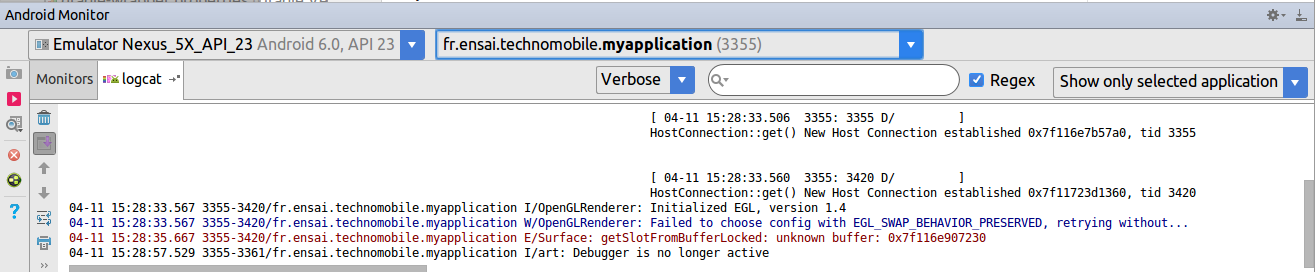 Android Monitor
Emulator Nexus_5X_API_23 Android 6.0, API 23
fr.ensai.technomobile.myapplication (3355)
Monitors logcat Verbose Regex Show only selected application
[ 04-11 15:28:33.506 3355: 3355 D/ ]
HostConnection::get() New Host Connection established 0x7f116e7b57a0, tid 3355
[ 04-11 15:28:33.560 3355: 3420 D/ ]
HostConnection::get() New Host Connection established 0x7f11723d1360, tid 3420
04-11 15:28:33.567 3355-3420/fr.ensai.technomobile.myapplication I/OpenGLRenderer: Initialized EGL, version 1.4
04-11 15:28:33.567 3355-3420/fr.ensai.technomobile.myapplication W/OpenGLRenderer: Failed to choose config with EGL_SWAP_BEHAVIOR_PRESERVED, retrying without...
04-11 15:28:35.667 3355-3420/fr.ensai.technomobile.myapplication E/Surface: getSlotFromBufferLocked: unknown buffer: 0x7f116e907230
04-11 15:28:57.529 3355-3361/fr.ensai.technomobile.myapplication I/art: Debugger is no longer active